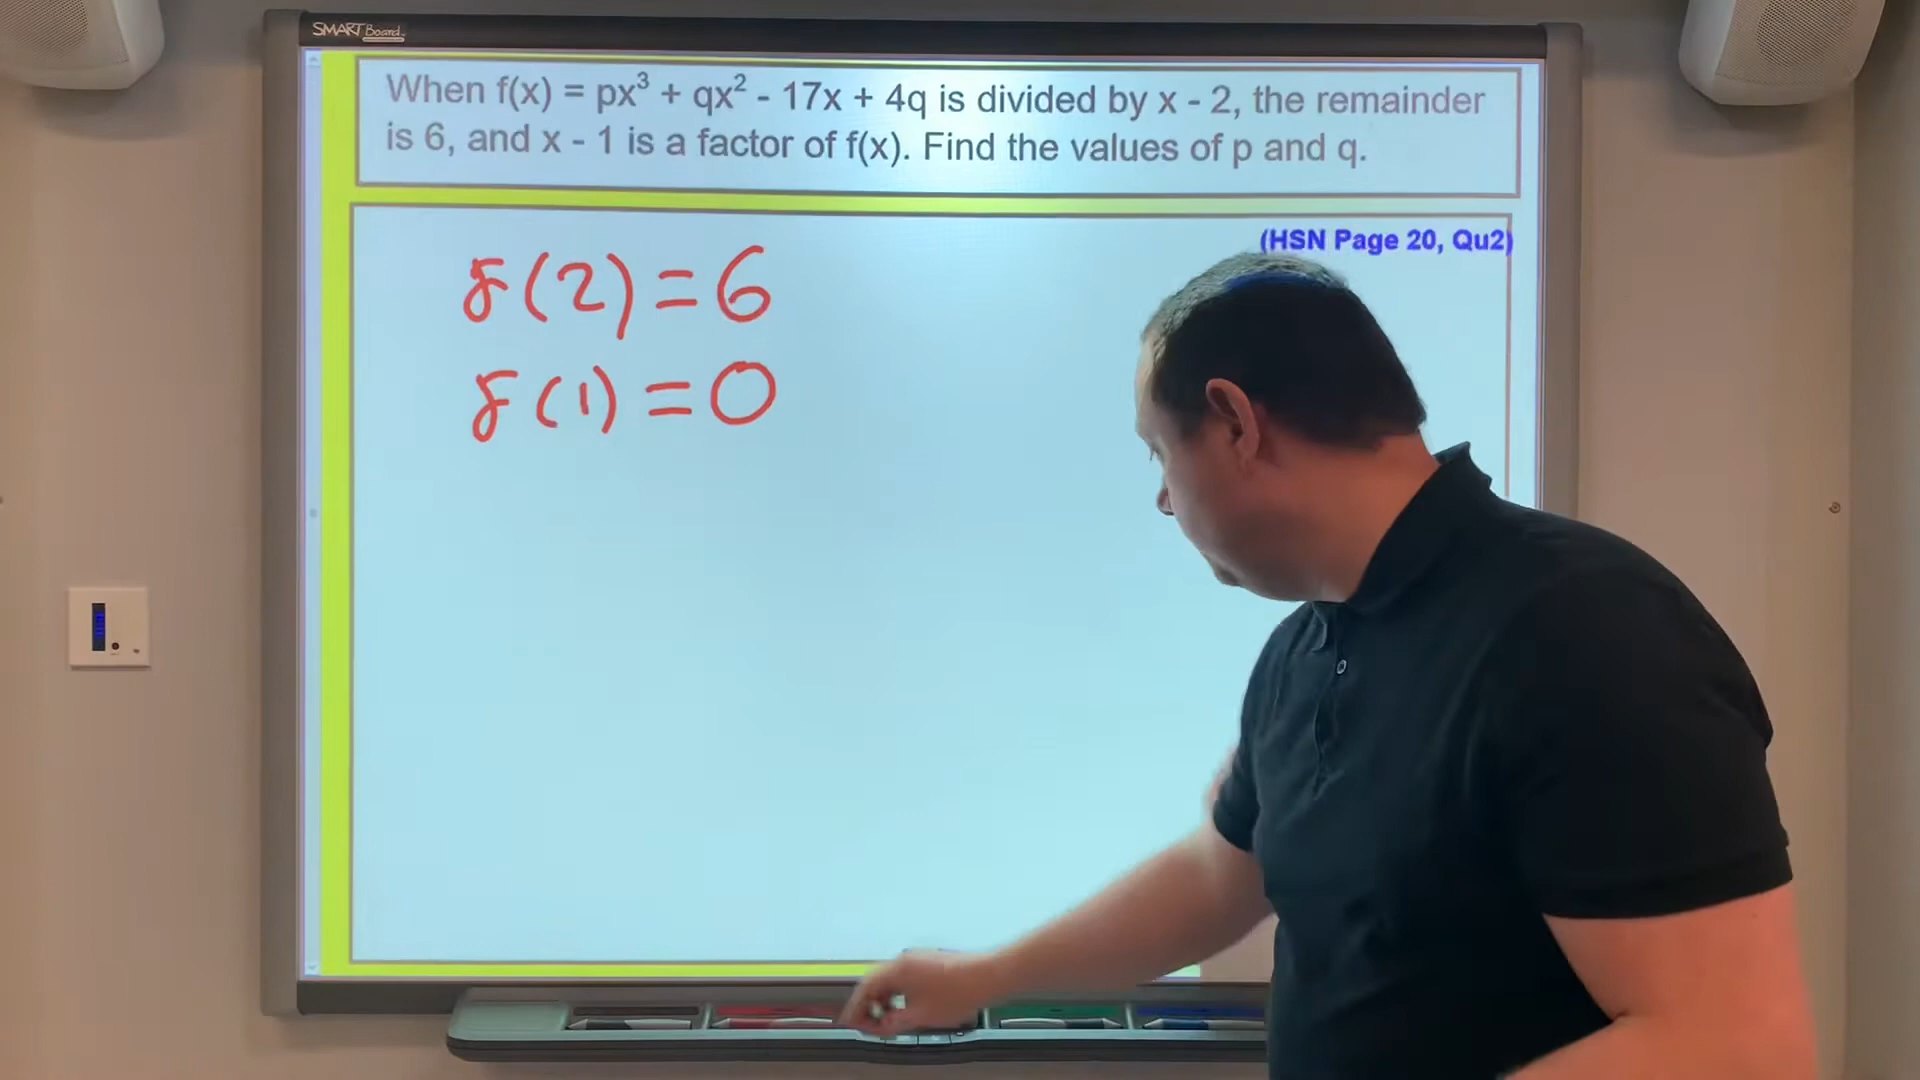 SMART Board
When f(x) = px³ + qx² - 17x + 4q is divided by x - 2, the remainder
is 6, and x - 1 is a factor of f(x). Find the values of p and q.
(HSN Page 20, Qu2)
f(2) = 6
f(1) = 0